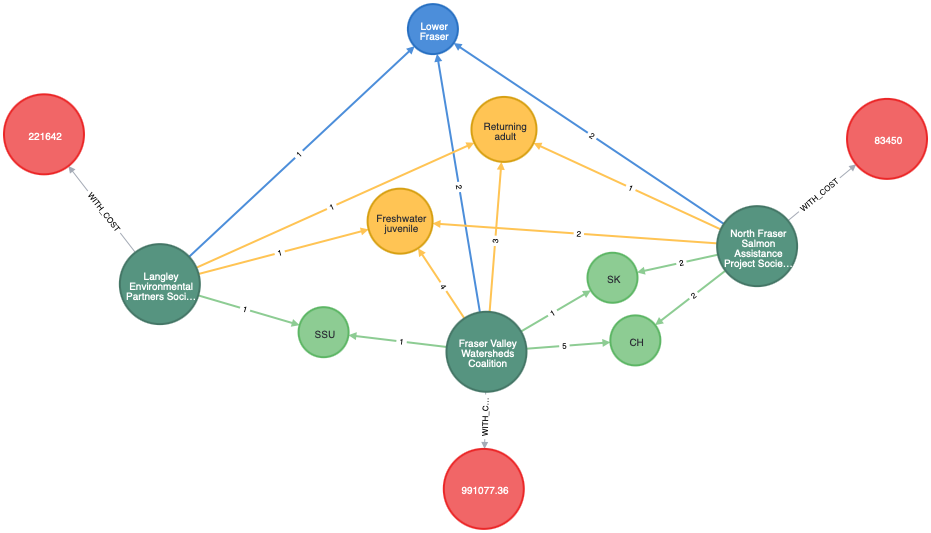 Lower
Fraser
221642
Returning
adult
83450
1
2
2
WITH_COST
1
1
WITH_COST
Freshwater
juvenile
3
2
1
North Fraser
Salmon
Assistance
Project Socie...
Langley
Environmental
Partners Soci...
4
SK
2
1
SSU
1
1
2
Fraser Valley
Watersheds
Coalition
5
CH
WITH_C...
991077.36